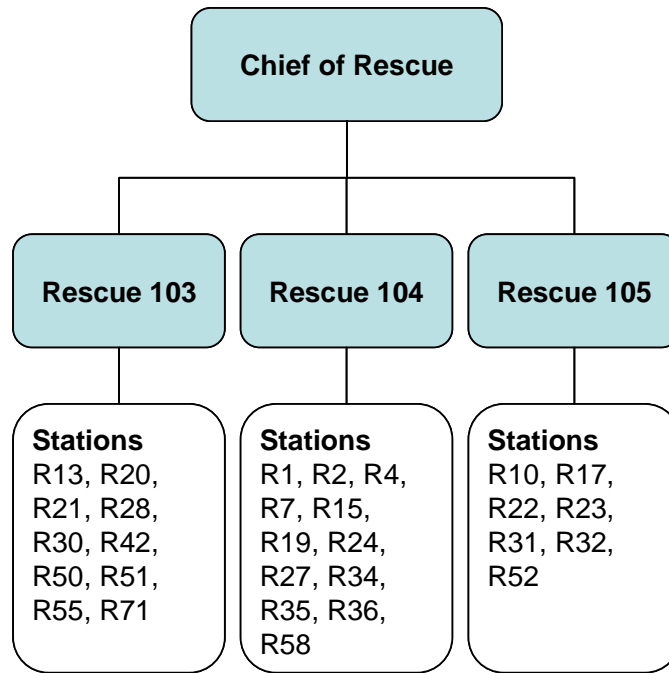 Chief of Rescue
Rescue 103
Rescue 104
Rescue 105
Stations
R13, R20,
R21, R28,
R30, R42,
R50, R51,
R55, R71
Stations
R1, R2, R4,
R7, R15,
R19, R24,
R27, R34,
R35, R36,
R58
Stations
R10, R17,
R22, R23,
R31, R32,
R52